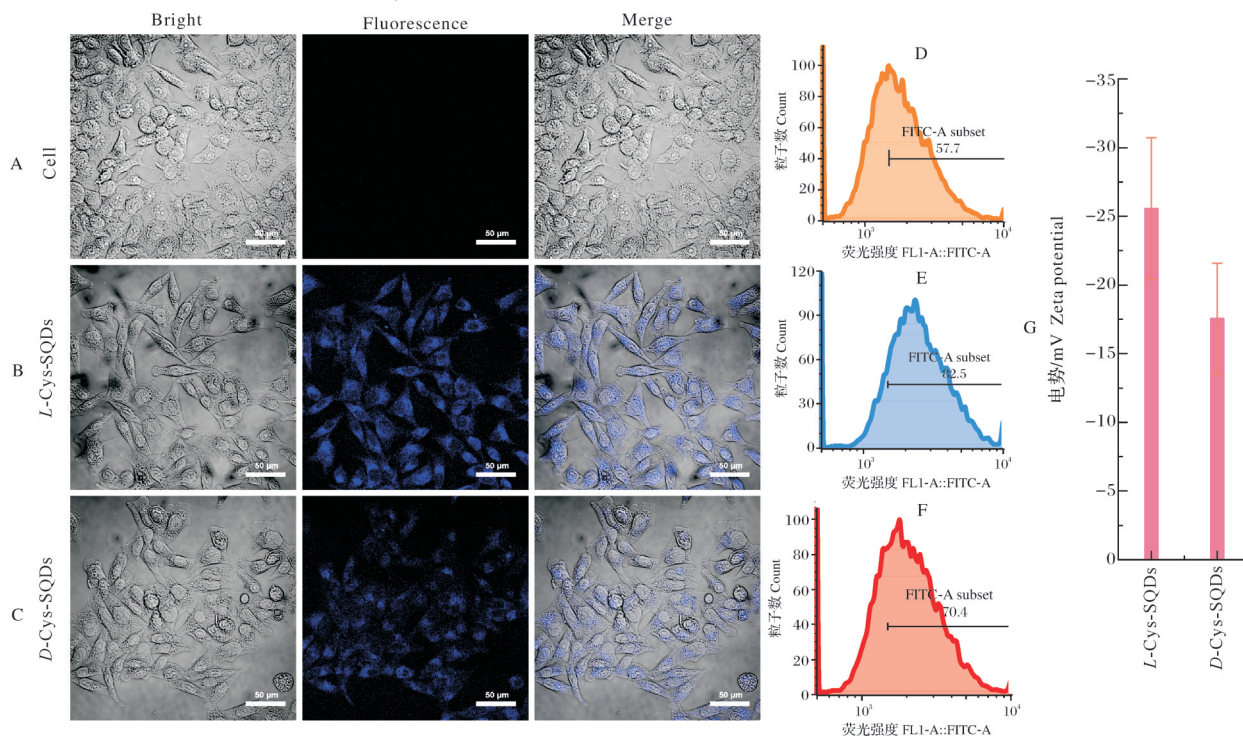 Bright
Fluorescence
Merge
A
Cell
50 μm
50 μm
50 μm
B
L-Cys-SQDs
50 μm
50 μm
50 μm
C
D-Cys-SQDs
50 μm
50 μm
50 μm
D
粒子数 Count
100
80
60
40
20
0
FITC-A subset
57.7
10³
10⁴
荧光强度 FL1-A::FITC-A
E
粒子数 Count
120
90
60
30
0
FITC-A subset
82.5
10³
10⁴
荧光强度 FL1-A::FITC-A
F
粒子数 Count
100
80
60
40
20
0
FITC-A subset
70.4
10³
10⁴
荧光强度 FL1-A::FITC-A
G
电势/mV Zeta potential
−35
−30
−25
−20
−15
−10
−5
0
L-Cys-SQDs
D-Cys-SQDs